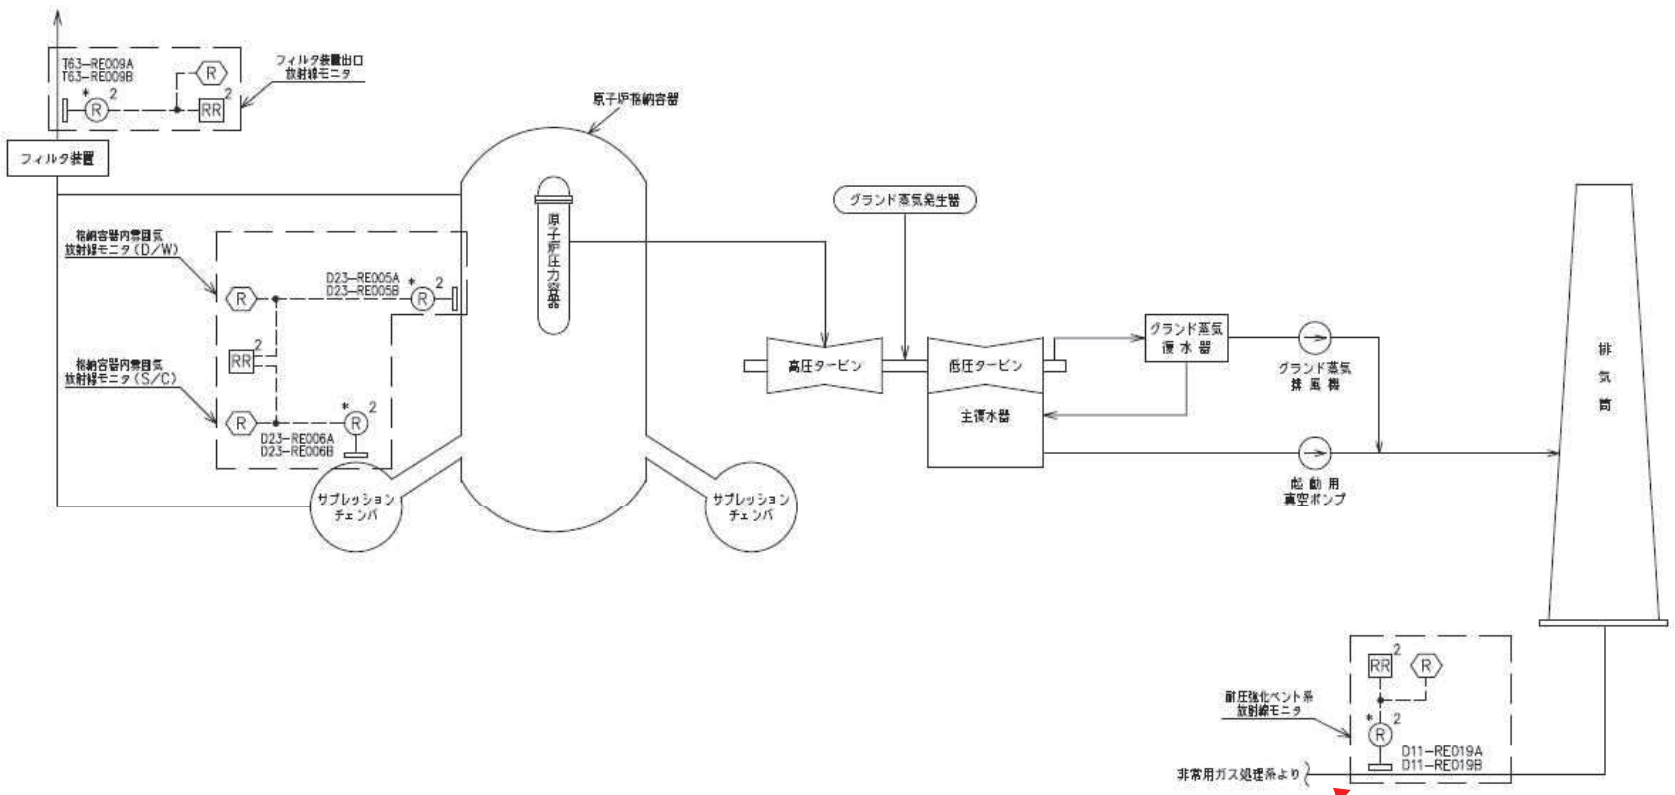 T63-RE009A
T63-RE009B
R
*
2
R
2
RR
フィルタ装置出口
放射線モニタ
フィルタ装置
原子炉格納容器
原子炉圧力容器
格納容器内雰囲気
放射線モニタ(D/W)
R
D23-RE005A
D23-RE005B
*
2
R
2
RR
格納容器内雰囲気
放射線モニタ(S/C)
R
*
2
R
D23-RE006A
D23-RE006B
サプレッション
チェンバ
サプレッション
チェンバ
グランド蒸気発生器
高圧タービン
低圧タービン
主復水器
グランド蒸気
復水器
グランド蒸気
排風機
起動用
真空ポンプ
排気筒
耐圧強化ベント系
放射線モニタ
RR
2
R
*
2
R
D11-RE019A
D11-RE019B
非常用ガス処理系より